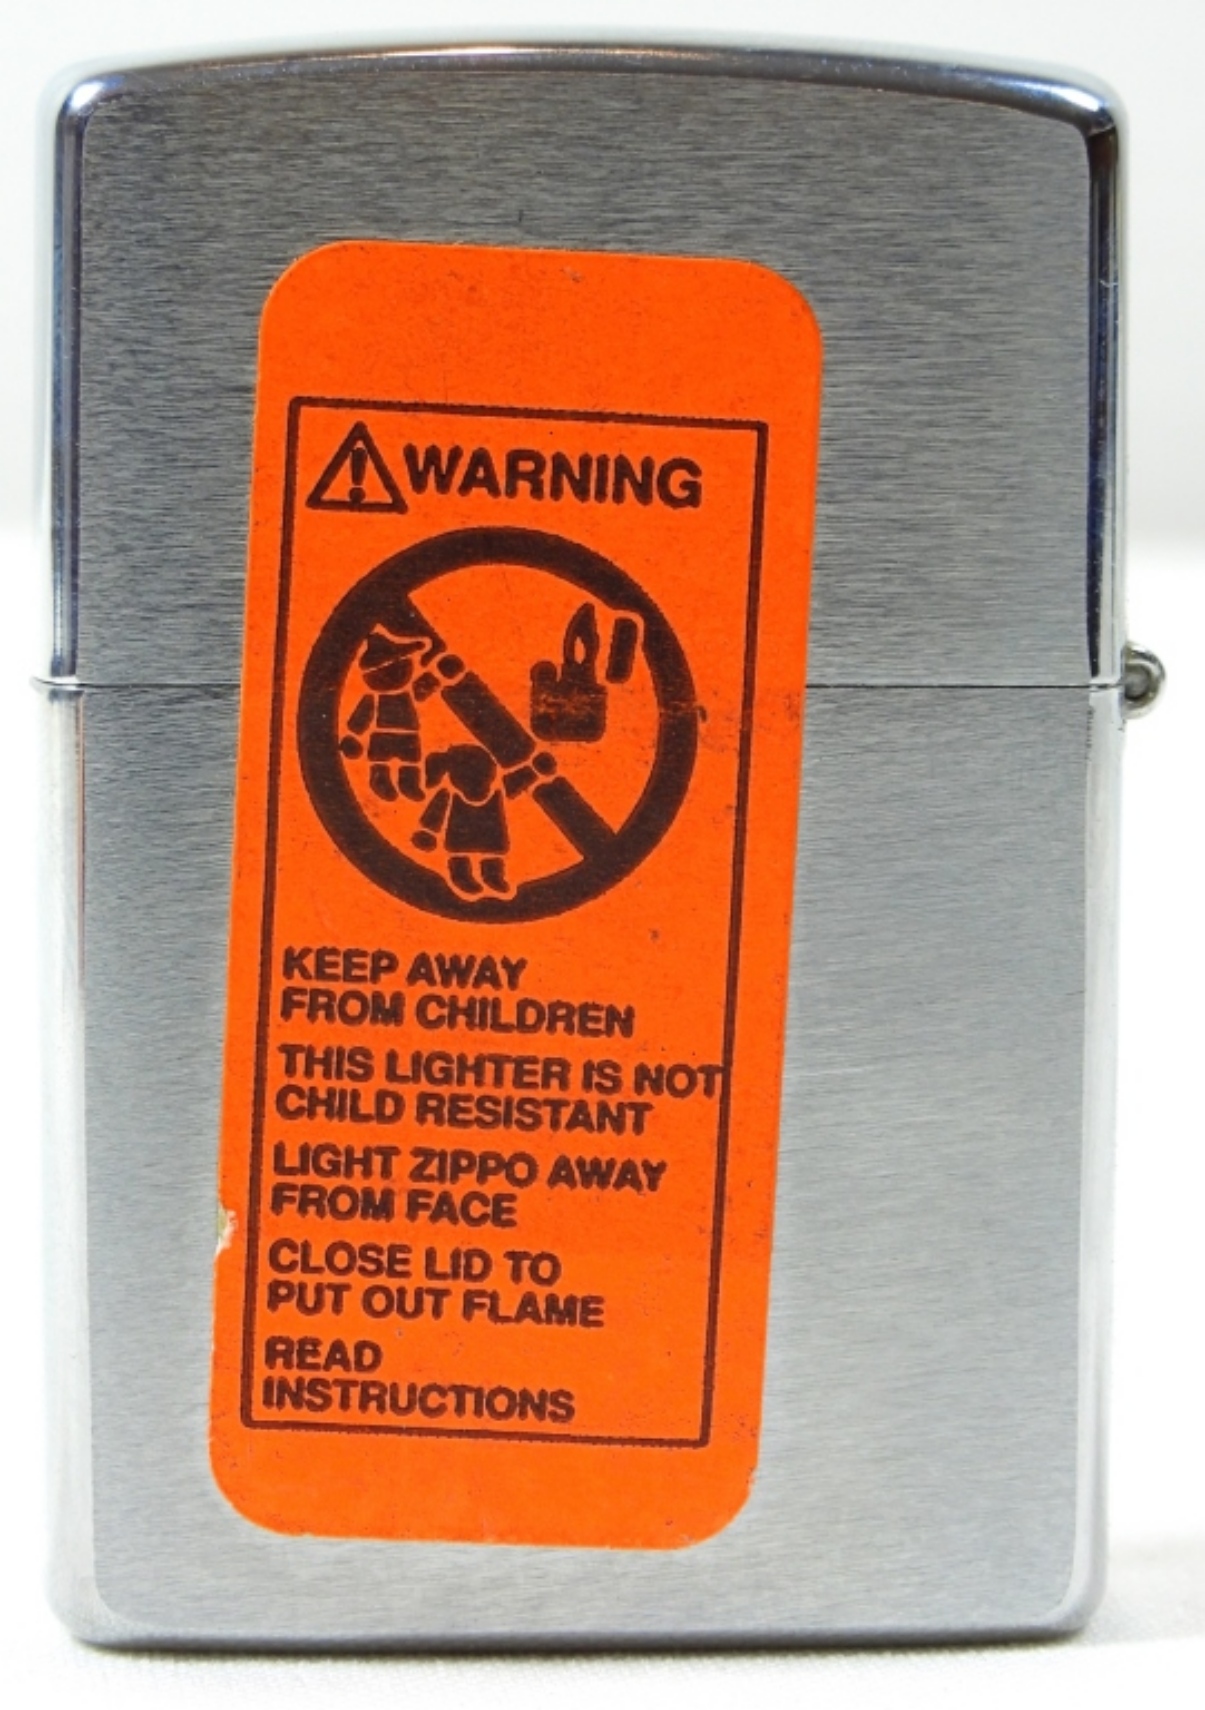 WARNING
KEEP AWAY
FROM CHILDREN
THIS LIGHTER IS NOT
CHILD RESISTANT
LIGHT ZIPPO AWAY
FROM FACE
CLOSE LID TO
PUT OUT FLAME
READ
INSTRUCTIONS